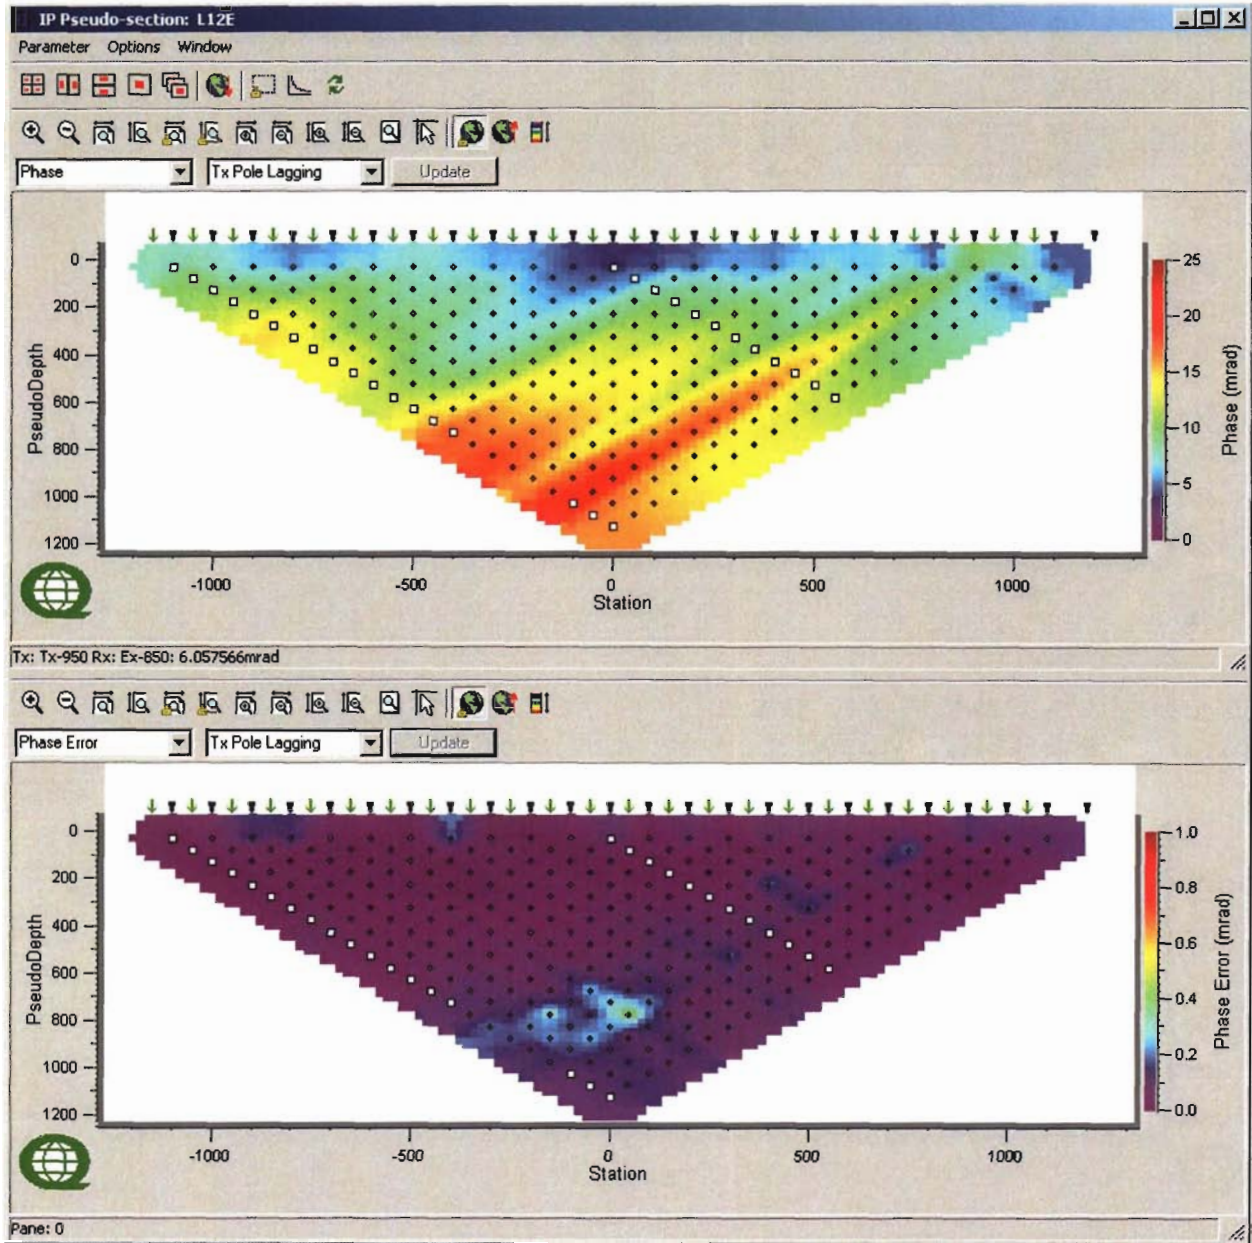 IP Pseudo-section: L12E
Parameter Options Window
Phase Tx Pole Lagging Update
0
200
400
600
800
1000
1200
PseudoDepth
-1000 -500 0 500 1000
Station
25
20
15
10
5
0
Phase (mrad)
Tx: Tx-950 Rx: Ex-850: 6.057566mrad
Phase Error Tx Pole Lagging Update
0
200
400
600
800
1000
1200
PseudoDepth
-1000 -500 0 500 1000
Station
1.0
0.8
0.6
0.4
0.2
0.0
Phase Error (mrad)
Pane: 0